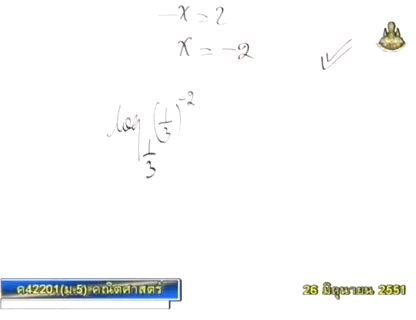 -x = 2
x = -2
log_{1/3} (1/3)^{-2}
ค42201(ม.5)-คณิตศาสตร์
26 มิถุนายน 2551